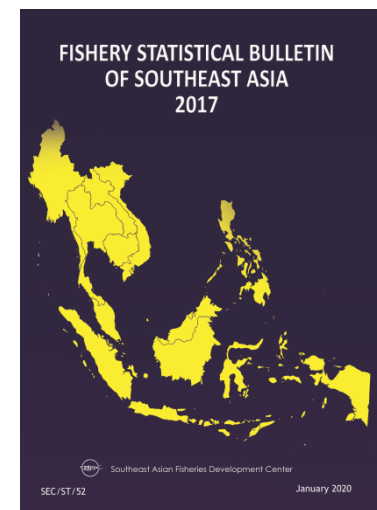 FISHERY STATISTICAL BULLETIN
OF SOUTHEAST ASIA
2017
Southeast Asian Fisheries Development Center
SEC/ST/52
January 2020